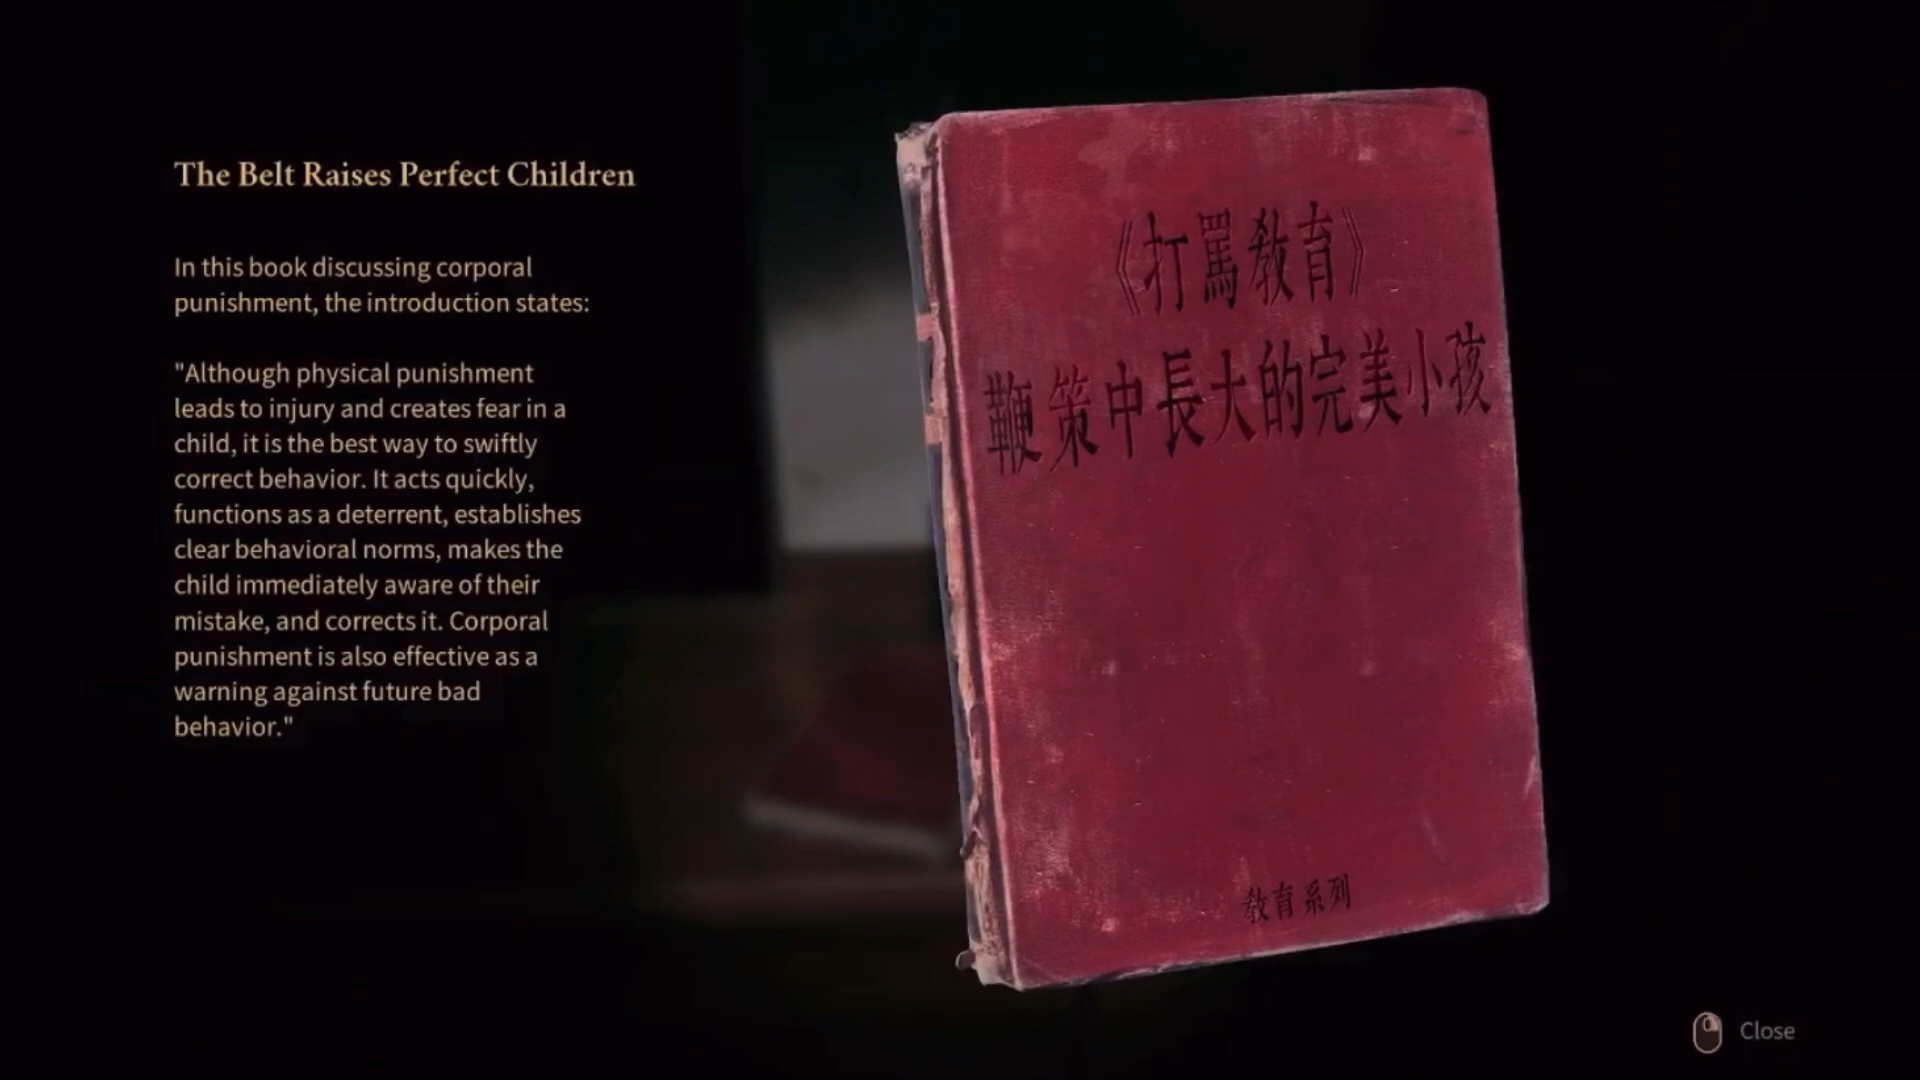 The Belt Raises Perfect Children
In this book discussing corporal
punishment, the introduction states:
"Although physical punishment
leads to injury and creates fear in a
child, it is the best way to swiftly
correct behavior. It acts quickly,
functions as a deterrent, establishes
clear behavioral norms, makes the
child immediately aware of their
mistake, and corrects it. Corporal
punishment is also effective as a
warning against future bad
behavior."
《打罵教育》
鞭策中長大的完美小孩
教育系列
Close